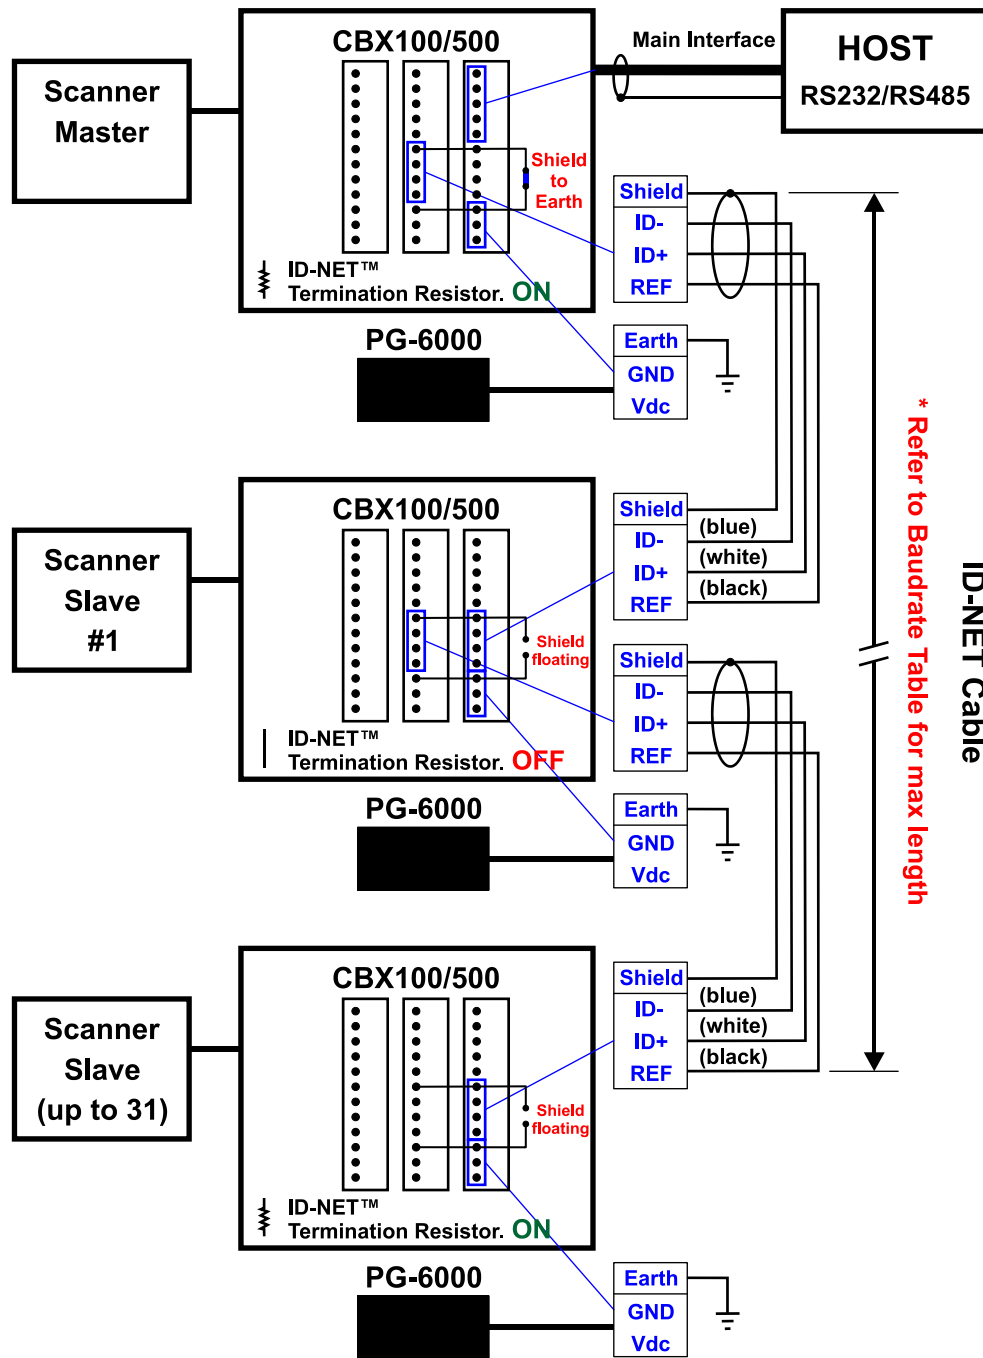 CBX100/500
Main Interface
HOST
RS232/RS485
Scanner
Master
Shield
to
Earth
ID-NET™
Termination Resistor. ON
Shield
ID-
ID+
REF
PG-6000
Earth
GND
Vdc
CBX100/500
Scanner
Slave
#1
Shield
floating
ID-NET™
Termination Resistor. OFF
Shield
ID-
ID+
REF
(blue)
(white)
(black)
Shield
ID-
ID+
REF
PG-6000
Earth
GND
Vdc
* Refer to Baudrate Table for max length
ID-NET Cable
CBX100/500
Scanner
Slave
(up to 31)
Shield
floating
ID-NET™
Termination Resistor. ON
Shield
ID-
ID+
REF
(blue)
(white)
(black)
PG-6000
Earth
GND
Vdc